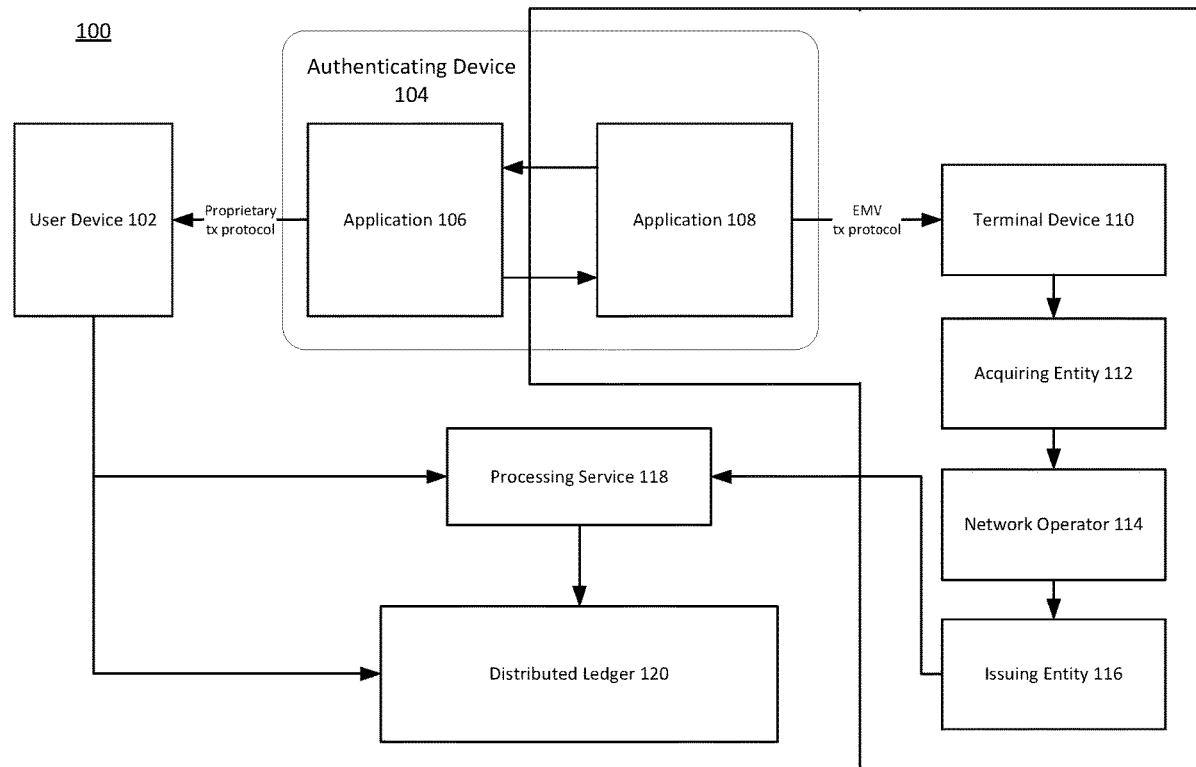 100
Authenticating Device
104
User Device 102
Proprietary
tx protocol
Application 106
Application 108
EMV
tx protocol
Terminal Device 110
Acquiring Entity 112
Processing Service 118
Network Operator 114
Distributed Ledger 120
Issuing Entity 116